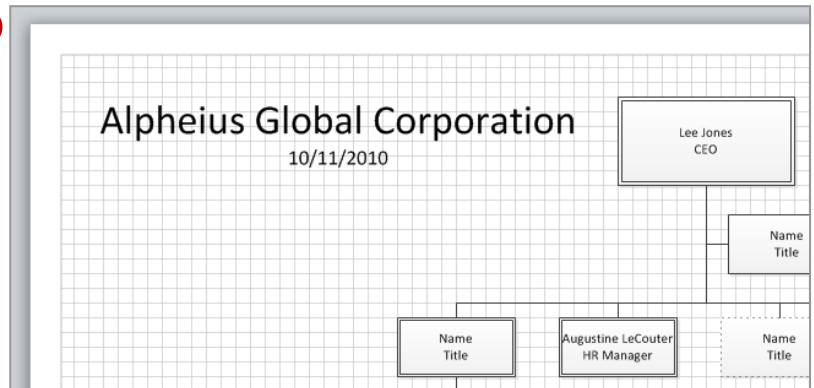 Alpheius Global Corporation
10/11/2010
Lee Jones
CEO
Name
Title
Name
Title
Augustine LeCouter
HR Manager
Name
Title